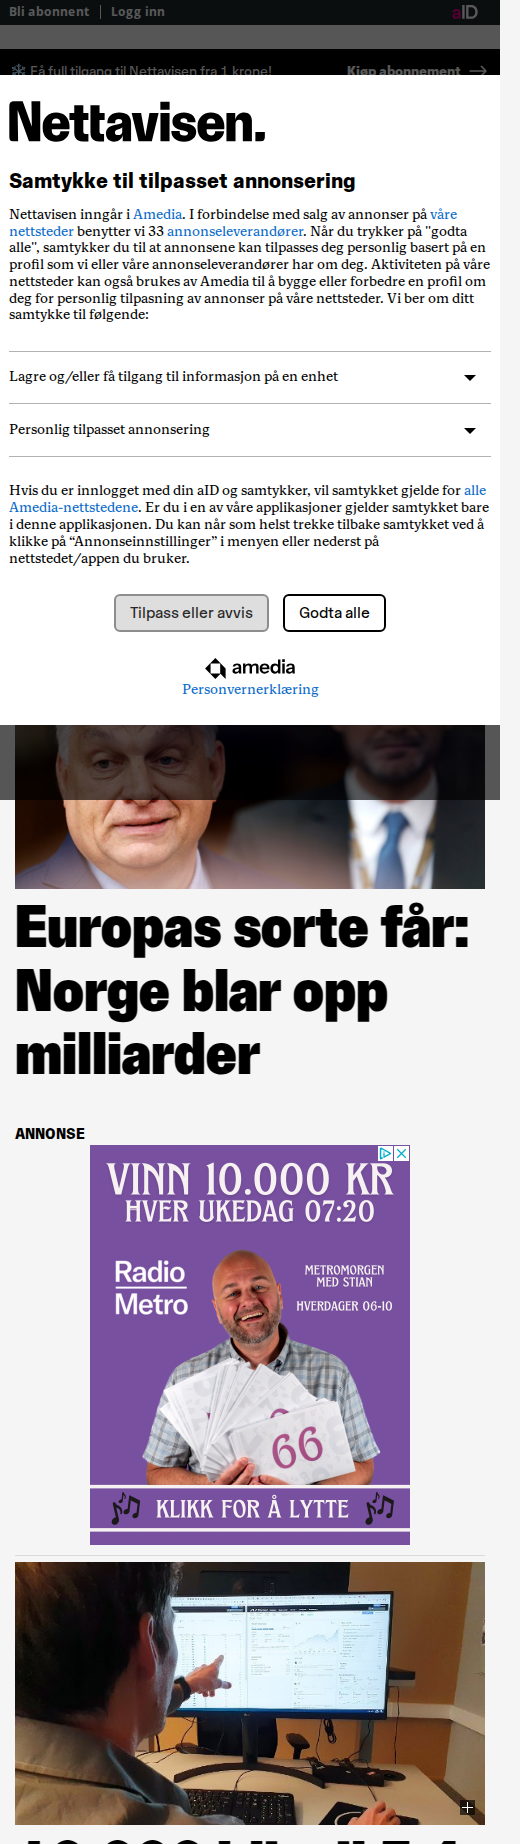 Bli abonnent | Logg inn
aID
Få full tilgang til Nettavisen fra 1 krone!
Kjøp abonnement
Nettavisen.
Samtykke til tilpasset annonsering
Nettavisen inngår i Amedia. I forbindelse med salg av annonser på våre
nettsteder benytter vi 33 annonseleverandører. Når du trykker på "godta
alle", samtykker du til at annonsene kan tilpasses deg personlig basert på en
profil som vi eller våre annonseleverandører har om deg. Aktiviteten på våre
nettsteder kan også brukes av Amedia til å bygge eller forbedre en profil om
deg for personlig tilpasning av annonser på våre nettsteder. Vi ber om ditt
samtykke til følgende:
Lagre og/eller få tilgang til informasjon på en enhet
Personlig tilpasset annonsering
Hvis du er innlogget med din aID og samtykker, vil samtykket gjelde for alle
Amedia-nettstedene. Er du i en av våre applikasjoner gjelder samtykket bare
i denne applikasjonen. Du kan når som helst trekke tilbake samtykket ved å
klikke på “Annonseinnstillinger” i menyen eller nederst på
nettstedet/appen du bruker.
Tilpass eller avvis
Godta alle
amedia
Personvernerklæring
Europas sorte får:
Norge blar opp
milliarder
ANNONSE
VINN 10.000 KR
HVER UKEDAG 07:20
Radio
Metro
METROMORGEN
MED STIAN
HVERDAGER 06-10
66
KLIKK FOR Å LYTTE